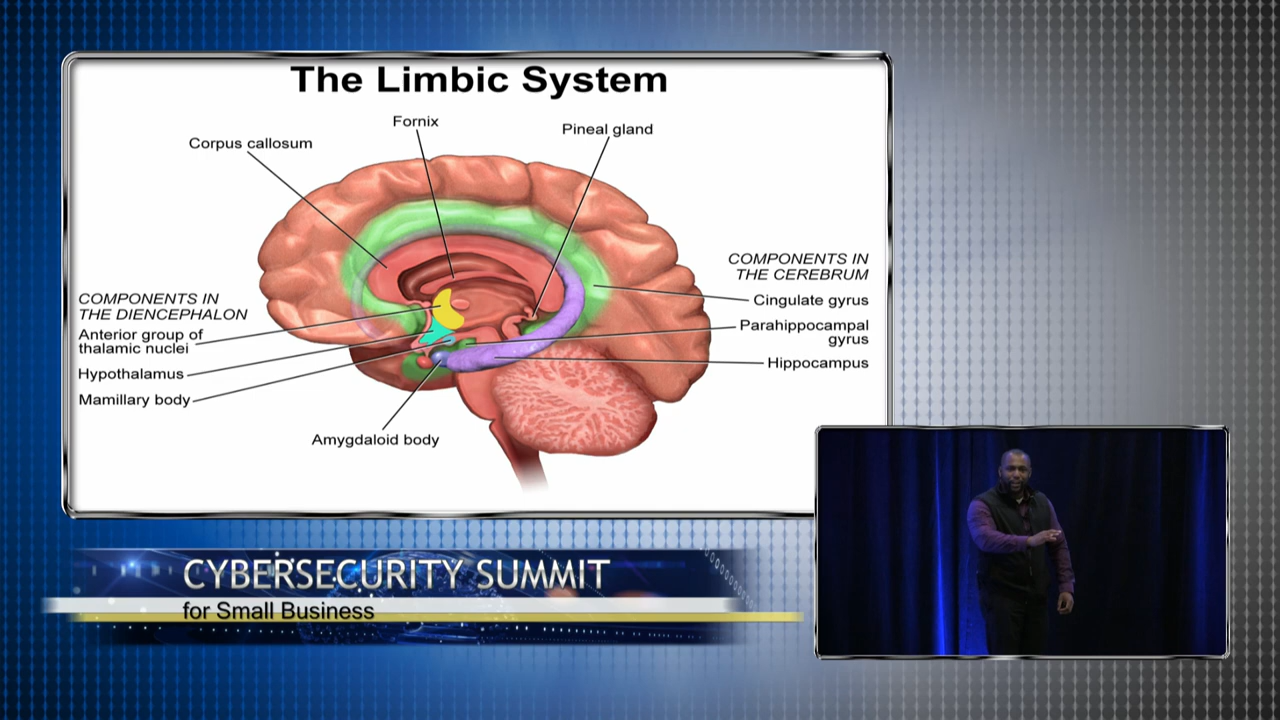 The Limbic System
Fornix
Pineal gland
Corpus callosum
COMPONENTS IN
THE CEREBRUM
Cingulate gyrus
Parahippocampal
gyrus
Hippocampus
COMPONENTS IN
THE DIENCEPHALON
Anterior group of
thalamic nuclei
Hypothalamus
Mamillary body
Amygdaloid body
CYBERSECURITY SUMMIT
for Small Business